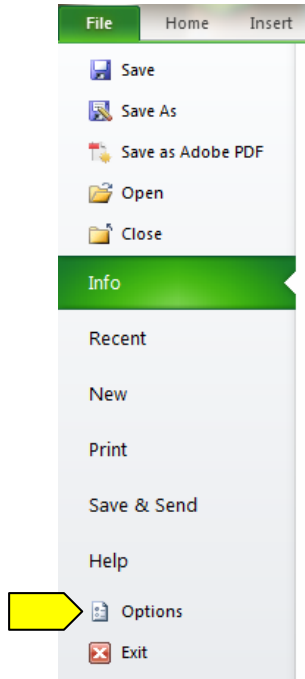 File Home Insert
Save
Save As
Save as Adobe PDF
Open
Close
Info
Recent
New
Print
Save & Send
Help
Options
Exit